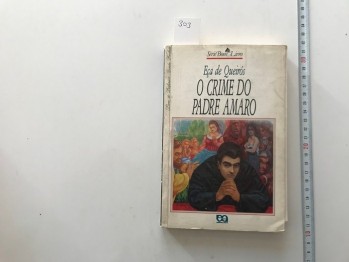 303
Série Bom Livro
Eça de Queirós
O CRIME DO
PADRE AMARO